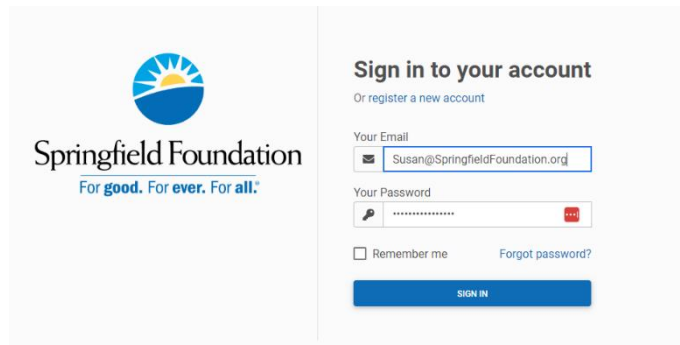 Springfield Foundation
For good. For ever. For all.®
Sign in to your account
Or register a new account
Your Email
Susan@SpringfieldFoundation.org
Your Password
••••••••••••••••
Remember me
Forgot password?
SIGN IN